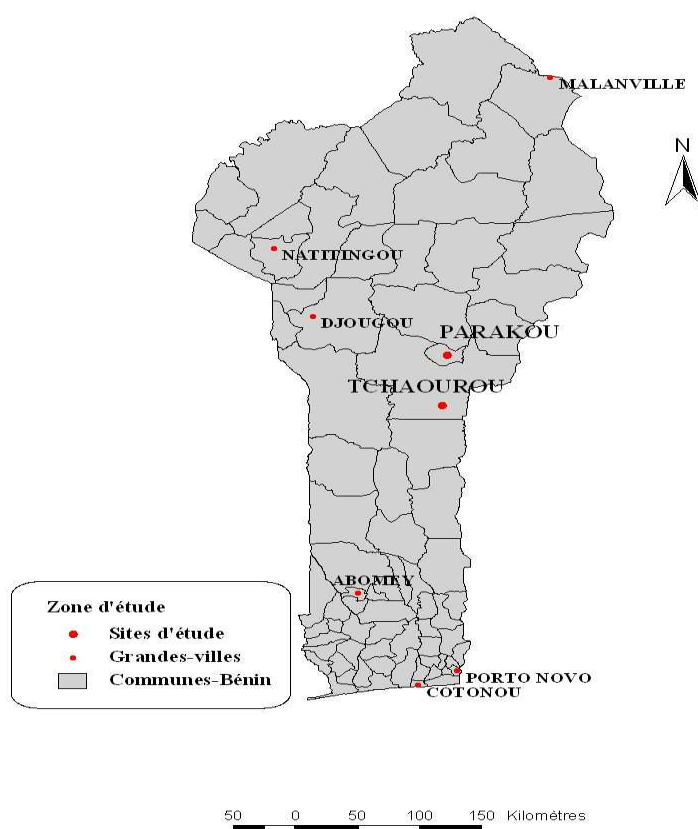 MALANVILLE
N
NATITINGOU
DJOUGOU
PARAKOU
TCHAOUROU
ABOMEY
Zone d'étude
Sites d'étude
Grandes-villes
Communes-Bénin
PORTO NOVO
COTONOU
50 0 50 100 150 Kilométres